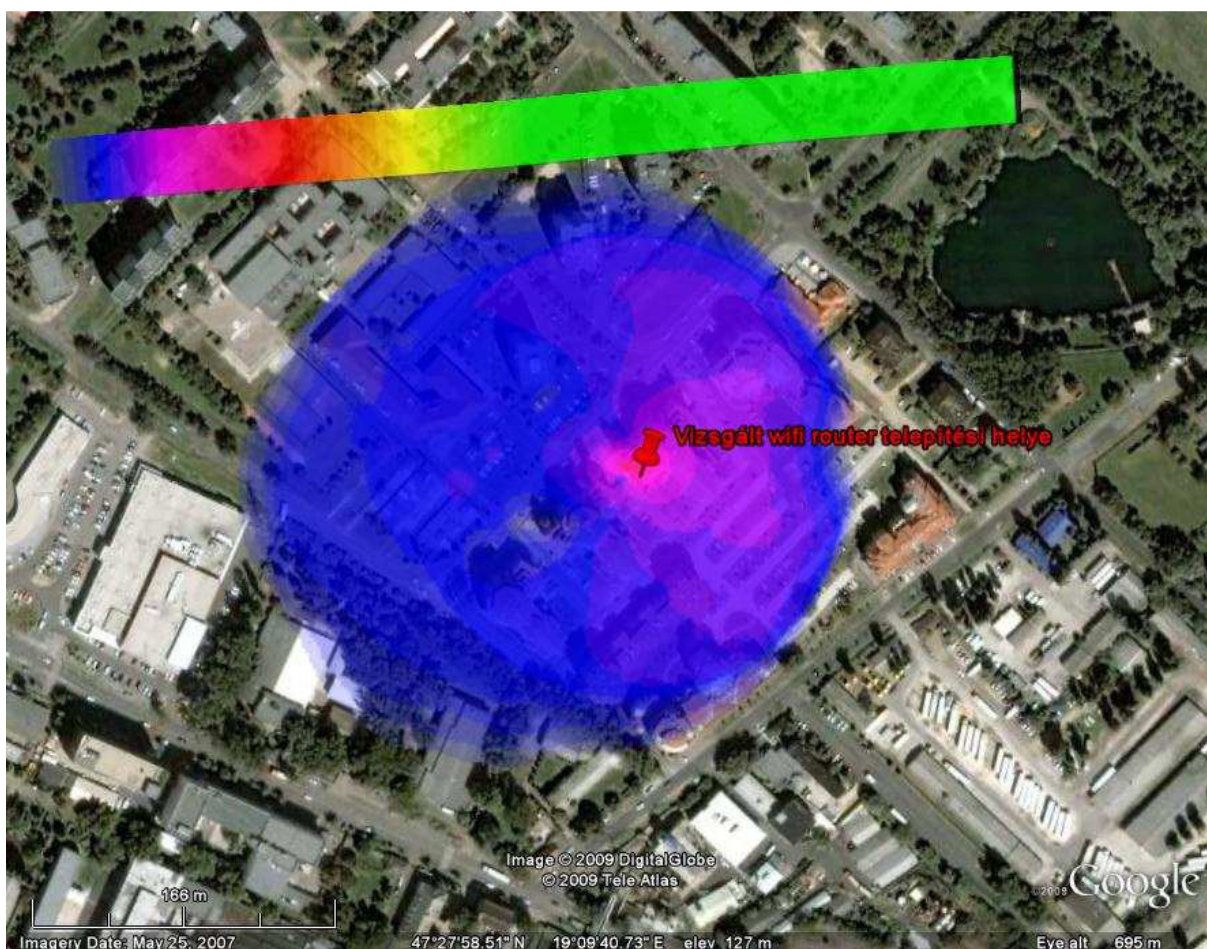 Vizsgált wifi router telepítési helye
Image © 2009 DigitalGlobe
© 2009 Tele Atlas
166 m
©2009 Google
Imagery Date: May 25, 2007 47°27'58.51" N 19°09'40.73" E elev 127 m Eye alt 695 m